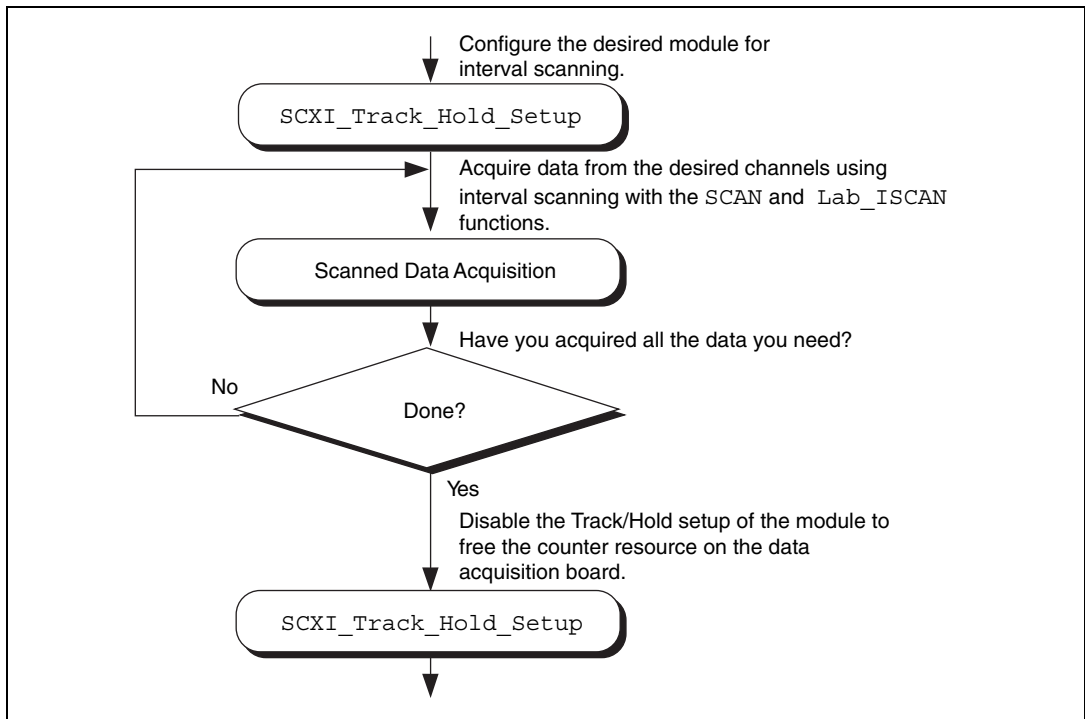 Configure the desired module for
interval scanning.
SCXI_Track_Hold_Setup
Acquire data from the desired channels using
interval scanning with the SCAN and Lab_ISCAN
functions.
Scanned Data Acquisition
Have you acquired all the data you need?
No
Done?
Yes
Disable the Track/Hold setup of the module to
free the counter resource on the data
acquisition board.
SCXI_Track_Hold_Setup